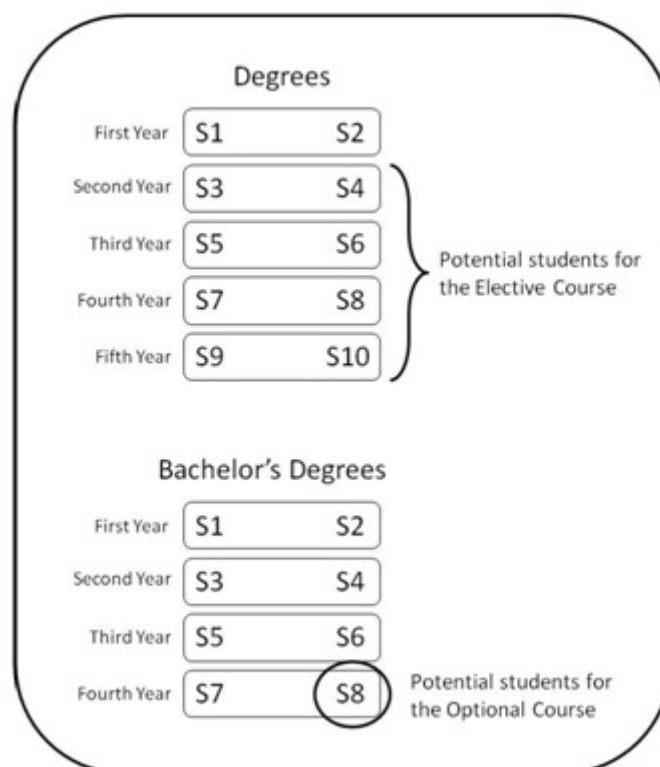 Degrees
First Year S1 S2
Second Year S3 S4
Third Year S5 S6
Potential students for
the Elective Course
Fourth Year S7 S8
Fifth Year S9 S10
Bachelor's Degrees
First Year S1 S2
Second Year S3 S4
Third Year S5 S6
Fourth Year S7 S8
Potential students for
the Optional Course